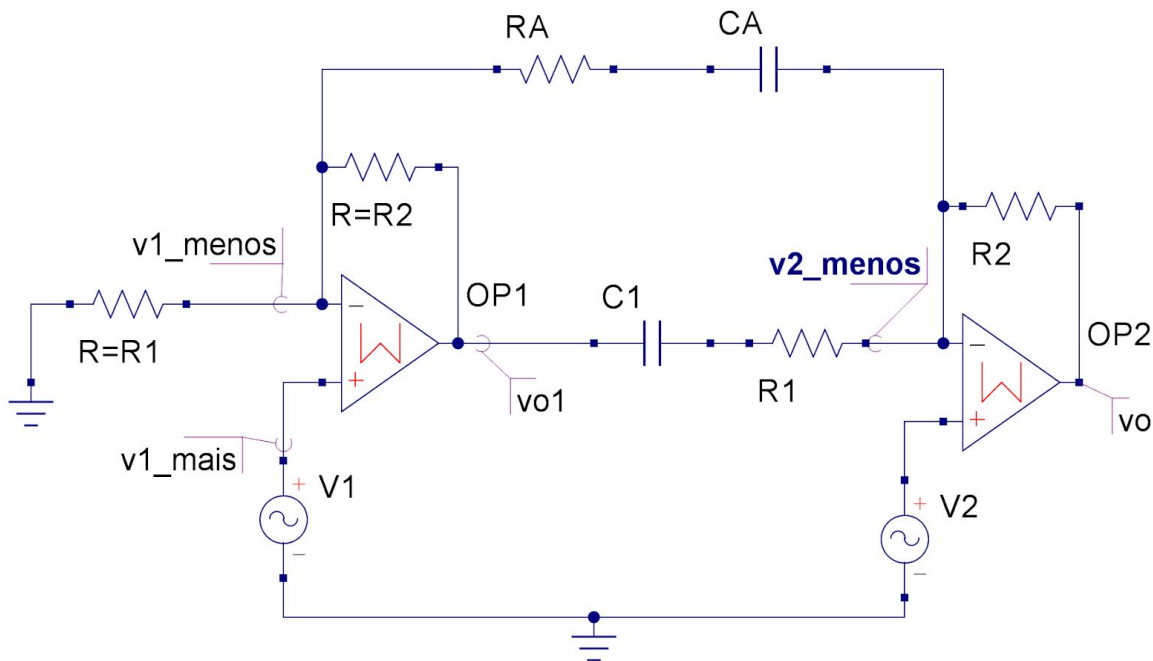 RA
CA
R=R2
v1_menos
R2
v2_menos
OP1
C1
OP2
R=R1
R1
vo1
vo
v1_mais
V1
V2